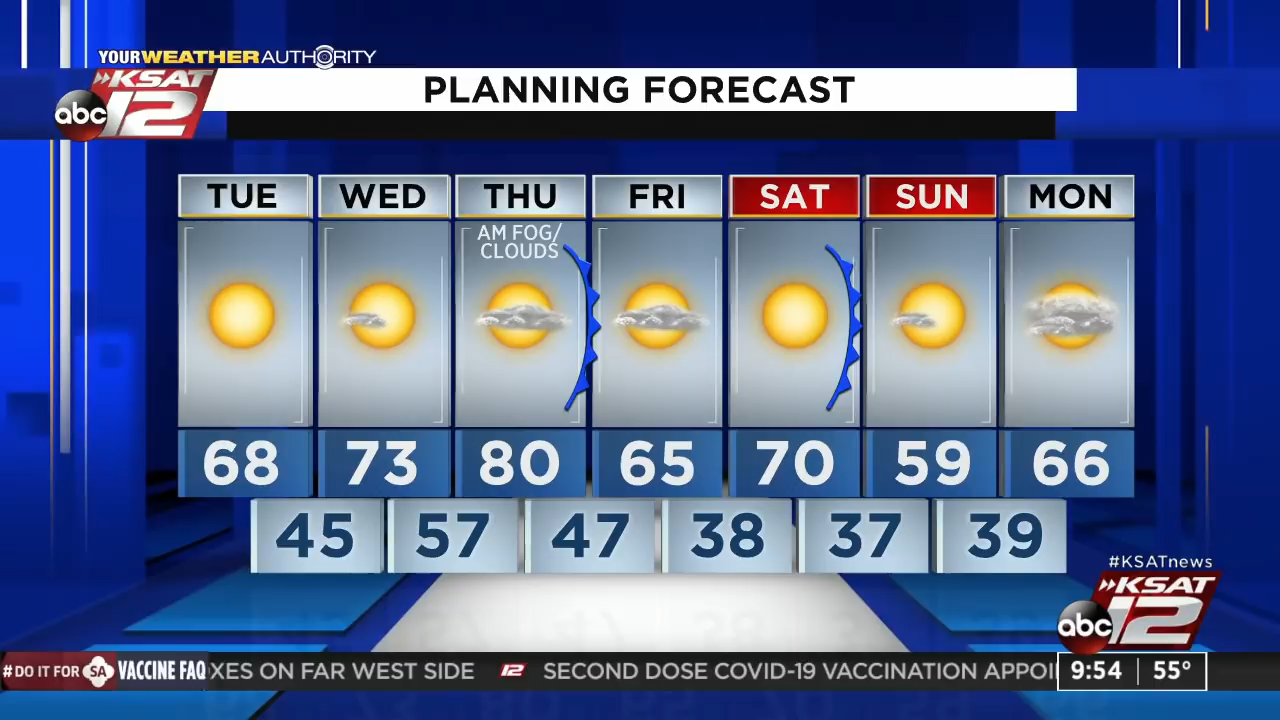 YOURWEATHERAUTHORITY
KSAT
abc 12
PLANNING FORECAST
TUE WED THU FRI SAT SUN MON
AM FOG/
CLOUDS
68 73 80 65 70 59 66
45 57 47 38 37 39
#KSATnews
KSAT
abc 12
#DO IT FOR SA VACCINE FAQ XES ON FAR WEST SIDE 12 SECOND DOSE COVID-19 VACCINATION APPOI 9:54 55°